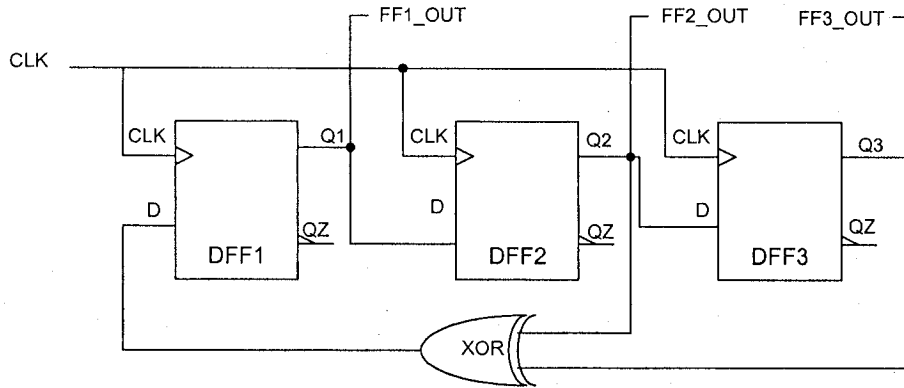 FF1_OUT FF2_OUT FF3_OUT
CLK
CLK Q1 CLK Q2 CLK Q3
D D D
QZ QZ QZ
DFF1 DFF2 DFF3
XOR